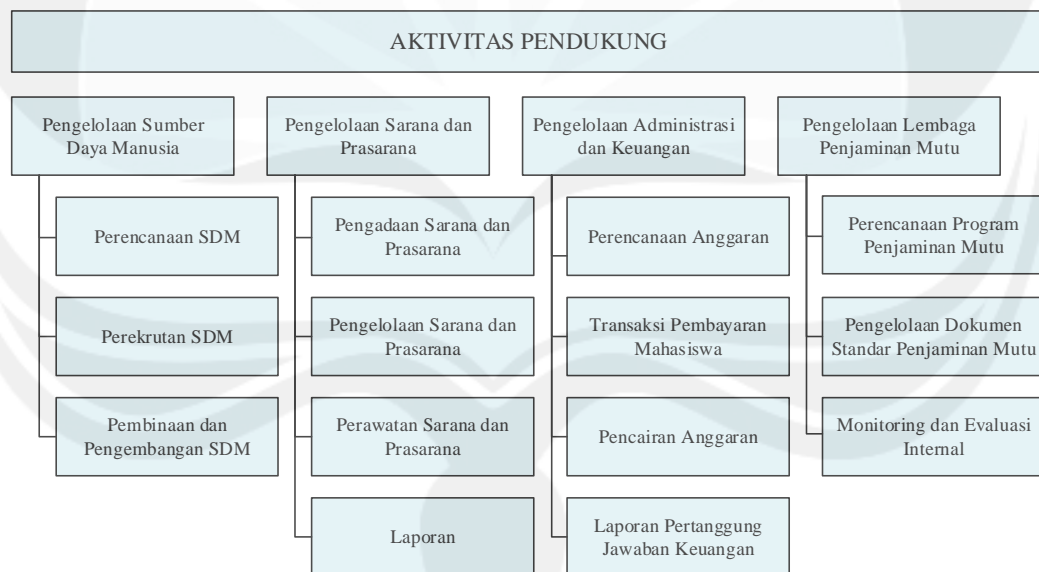 AKTIVITAS PENDUKUNG
Pengelolaan Sumber
Daya Manusia
Perencanaan SDM
Perekrutan SDM
Pembinaan dan
Pengembangan SDM
Pengelolaan Sarana dan
Prasarana
Pengadaan Sarana dan
Prasarana
Pengelolaan Sarana dan
Prasarana
Perawatan Sarana dan
Prasarana
Laporan
Pengelolaan Administrasi
dan Keuangan
Perencanaan Anggaran
Transaksi Pembayaran
Mahasiswa
Pencairan Anggaran
Laporan Pertanggung
Jawaban Keuangan
Pengelolaan Lembaga
Penjaminan Mutu
Perencanaan Program
Penjaminan Mutu
Pengelolaan Dokumen
Standar Penjaminan Mutu
Monitoring dan Evaluasi
Internal